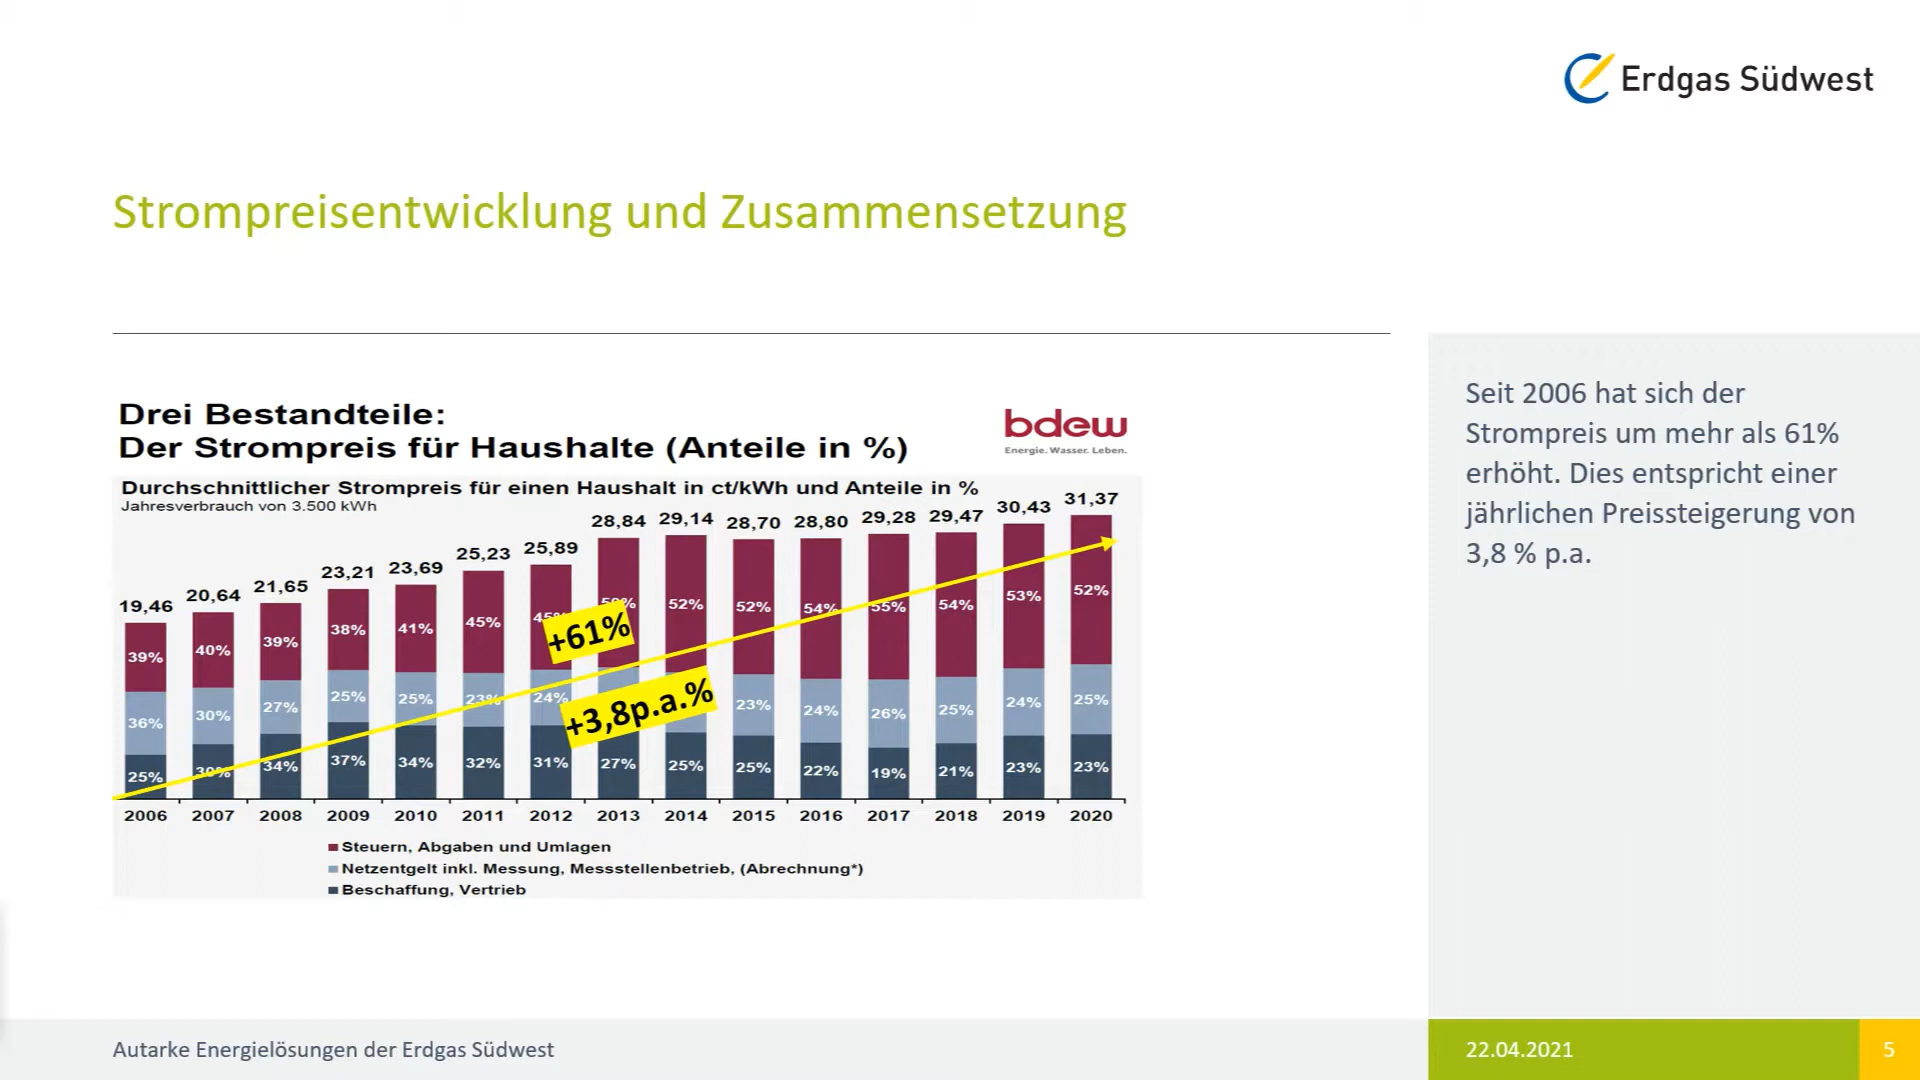 Erdgas Südwest
Strompreisentwicklung und Zusammensetzung
Drei Bestandteile:
Der Strompreis für Haushalte (Anteile in %)
bdew
Energie. Wasser. Leben.
Durchschnittlicher Strompreis für einen Haushalt in ct/kWh und Anteile in %
Jahresverbrauch von 3.500 kWh
19,46 20,64 21,65 23,21 23,69 25,23 25,89 28,84 29,14 28,70 28,80 29,28 29,47 30,43 31,37
39% 40% 39% 38% 41% 45% 45% 52% 52% 54% 55% 54% 53% 52%
+61%
36% 30% 27% 25% 25% 23% 24% 23% 24% 26% 25% 24% 25%
+3,8p.a.%
25% 30% 34% 37% 34% 32% 31% 27% 25% 25% 22% 19% 21% 23% 23%
2006 2007 2008 2009 2010 2011 2012 2013 2014 2015 2016 2017 2018 2019 2020
Steuern, Abgaben und Umlagen
Netzentgelt inkl. Messung, Messstellenbetrieb, (Abrechnung*)
Beschaffung, Vertrieb
Seit 2006 hat sich der
Strompreis um mehr als 61%
erhöht. Dies entspricht einer
jährlichen Preissteigerung von
3,8 % p.a.
Autarke Energielösungen der Erdgas Südwest
22.04.2021
5